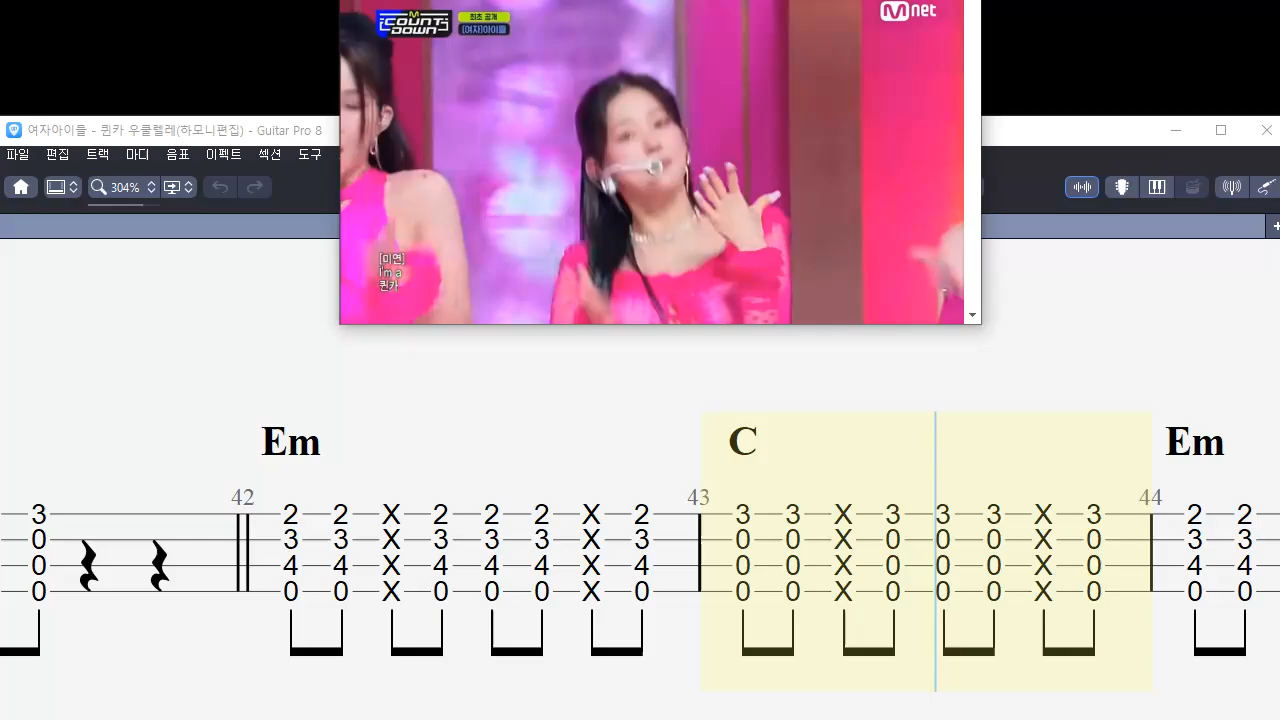 COUNT
DOWN
최초 공개
(여자)아이들
Mnet
여자아이들 - 퀸카 우쿨렐레(하모니편집) - Guitar Pro 8
파일 편집 트랙 마디 음표 이펙트 섹션 도구
304%
[미연]
I'm a
퀸카
Em C Em
42 43 44
3 2 2 X 2 2 2 X 2 3 3 X 3 3 3 X 3 2 2
0 3 3 X 3 3 3 X 3 0 0 X 0 0 0 X 0 3 3
0 4 4 X 4 4 4 X 4 0 0 X 0 0 0 X 0 4 4
0 0 0 X 0 0 0 X 0 0 0 X 0 0 0 X 0 0 0